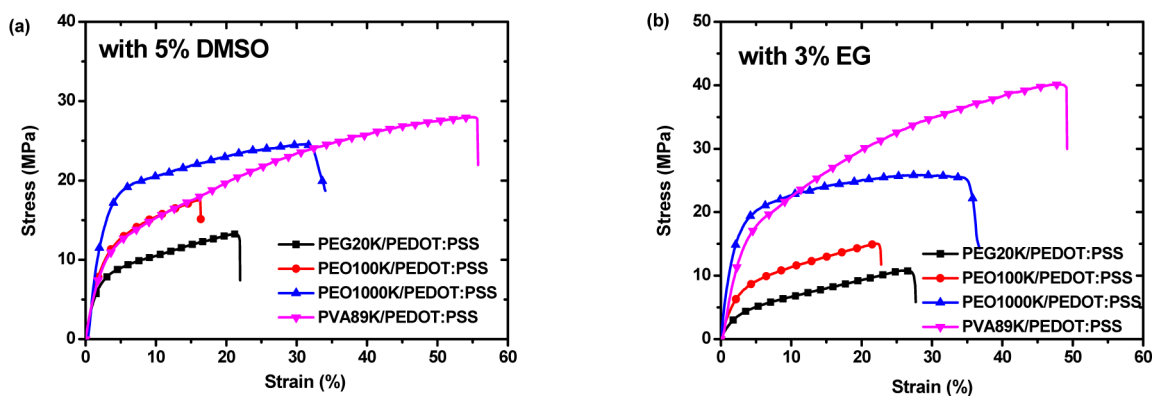 (a)
with 5% DMSO
40
30
20
10
0
Stress (MPa)
PEG20K/PEDOT:PSS
PEO100K/PEDOT:PSS
PEO1000K/PEDOT:PSS
PVA89K/PEDOT:PSS
0 10 20 30 40 50 60
Strain (%)
(b)
with 3% EG
50
40
30
20
10
0
Stress (MPa)
PEG20K/PEDOT:PSS
PEO100K/PEDOT:PSS
PEO1000K/PEDOT:PSS
PVA89K/PEDOT:PSS
0 10 20 30 40 50 60
Strain (%)